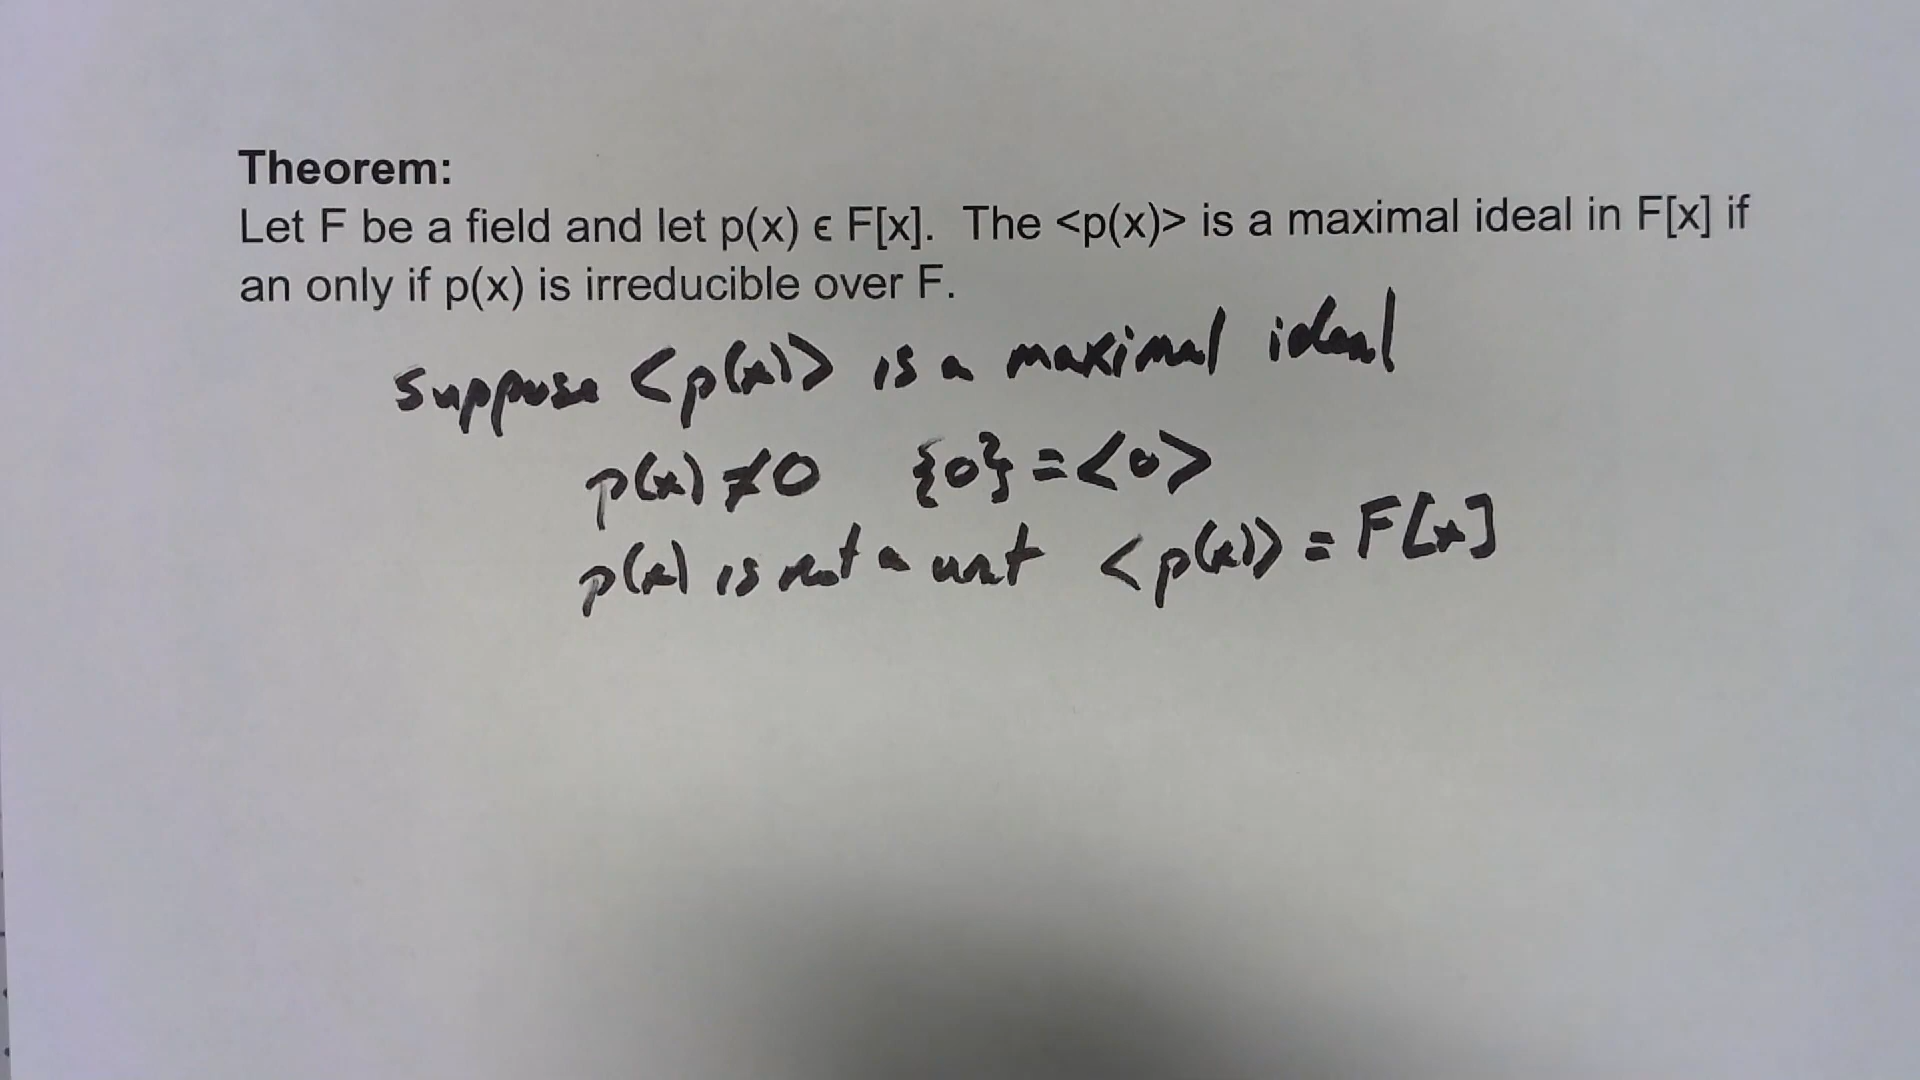 Theorem:
Let F be a field and let p(x) ϵ F[x]. The <p(x)> is a maximal ideal in F[x] if
an only if p(x) is irreducible over F.
suppose <p(x)> is a maximal ideal
p(x) ≠ 0 {0} = <0>
p(x) is not a unit <p(x)> = F[x]